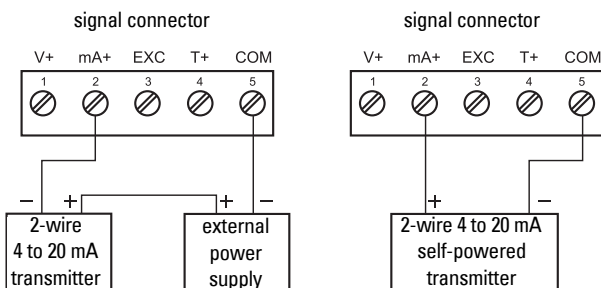 signal connector
V+ mA+ EXC T+ COM
1 2 3 4 5
− + + −
2-wire
4 to 20 mA
transmitter
external
power
supply
signal connector
V+ mA+ EXC T+ COM
1 2 3 4 5
+ −
2-wire 4 to 20 mA
self-powered
transmitter